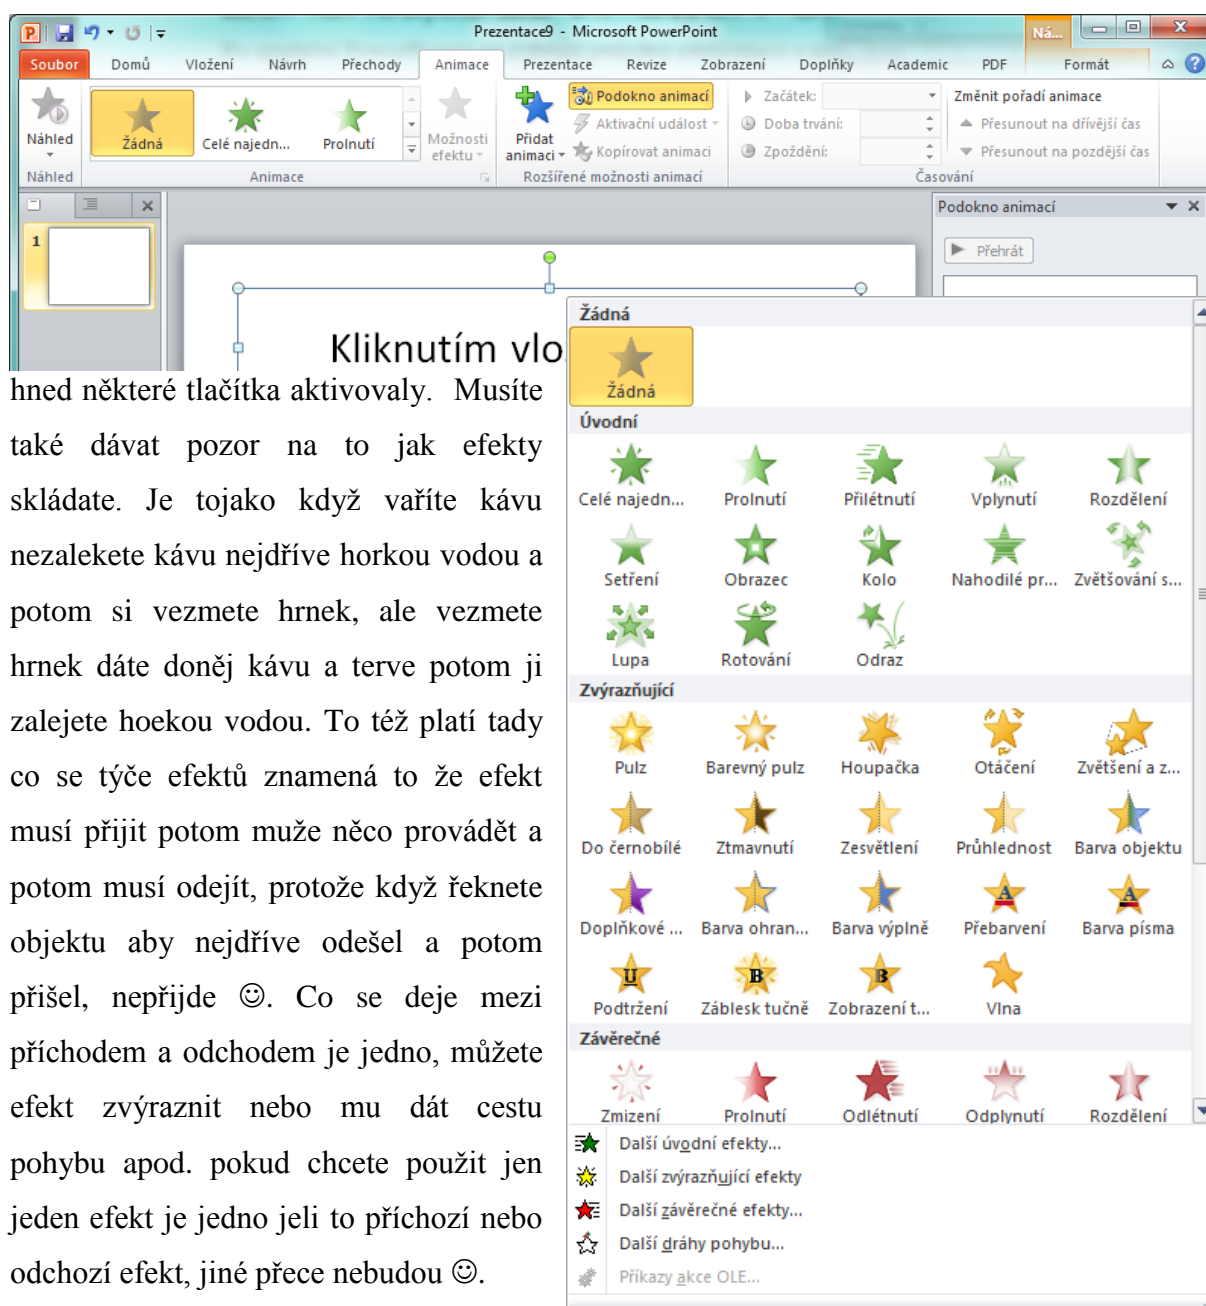 Prezentace9 - Microsoft PowerPoint
Ná...
Soubor Domů Vložení Návrh Přechody Animace Prezentace Revize Zobrazení Doplňky Academic PDF Formát
Náhled
Žádná
Celé najedn...
Prolnutí
Možnosti efektu
Přidat animaci
Podokno animací
Aktivační událost
Kopírovat animaci
Začátek:
Doba trvání:
Zpoždění:
Změnit pořadí animace
Přesunout na dřívější čas
Přesunout na pozdější čas
Náhled Animace Rozšířené možnosti animací Časování
1
Podokno animací
Přehrát
Kliknutím vlo
hned některé tlačítka aktivovaly. Musíte
také dávat pozor na to jak efekty
skládate. Je tojako když vaříte kávu
nezalekete kávu nejdříve horkou vodou a
potom si vezmete hrnek, ale vezmete
hrnek dáte doněj kávu a terve potom ji
zalejete hoekou vodou. To též platí tady
co se týče efektů znamená to že efekt
musí přijit potom muže něco provádět a
potom musí odejít, protože když řeknete
objektu aby nejdříve odešel a potom
přišel, nepřijde ☺. Co se deje mezi
příchodem a odchodem je jedno, můžete
efekt zvýraznit nebo mu dát cestu
pohybu apod. pokud chcete použit jen
jeden efekt je jedno jeli to příchozí nebo
odchozí efekt, jiné přece nebudou ☺.
Žádná
Žádná
Úvodní
Celé najedn... Prolnutí Přilétnutí Vplynutí Rozdělení
Setření Obrazec Kolo Nahodilé pr... Zvětšování s...
Lupa Rotování Odraz
Zvýrazňující
Pulz Barevný pulz Houpačka Otáčení Zvětšení a z...
Do černobílé Ztmavnutí Zesvětlení Průhlednost Barva objektu
Doplňkové ... Barva ohran... Barva výplně Přebarvení Barva písma
Podtržení Záblesk tučně Zobrazení t... Vlna
Závěrečné
Zmizení Prolnutí Odlétnutí Odplynutí Rozdělení
Další úvodní efekty...
Další zvýrazňující efekty
Další závěrečné efekty...
Další dráhy pohybu...
Příkazy akce OLE...